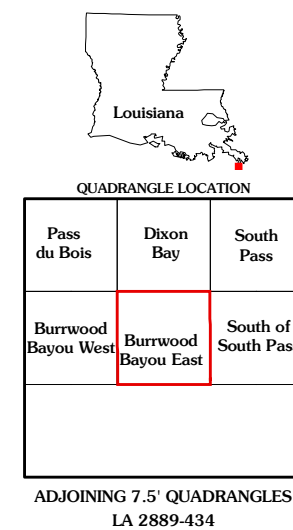 Louisiana
QUADRANGLE LOCATION
Pass
du Bois
Dixon
Bay
South
Pass
Burrwood
Bayou West
Burrwood
Bayou East
South of
South Pas
ADJOINING 7.5' QUADRANGLES
LA 2889-434